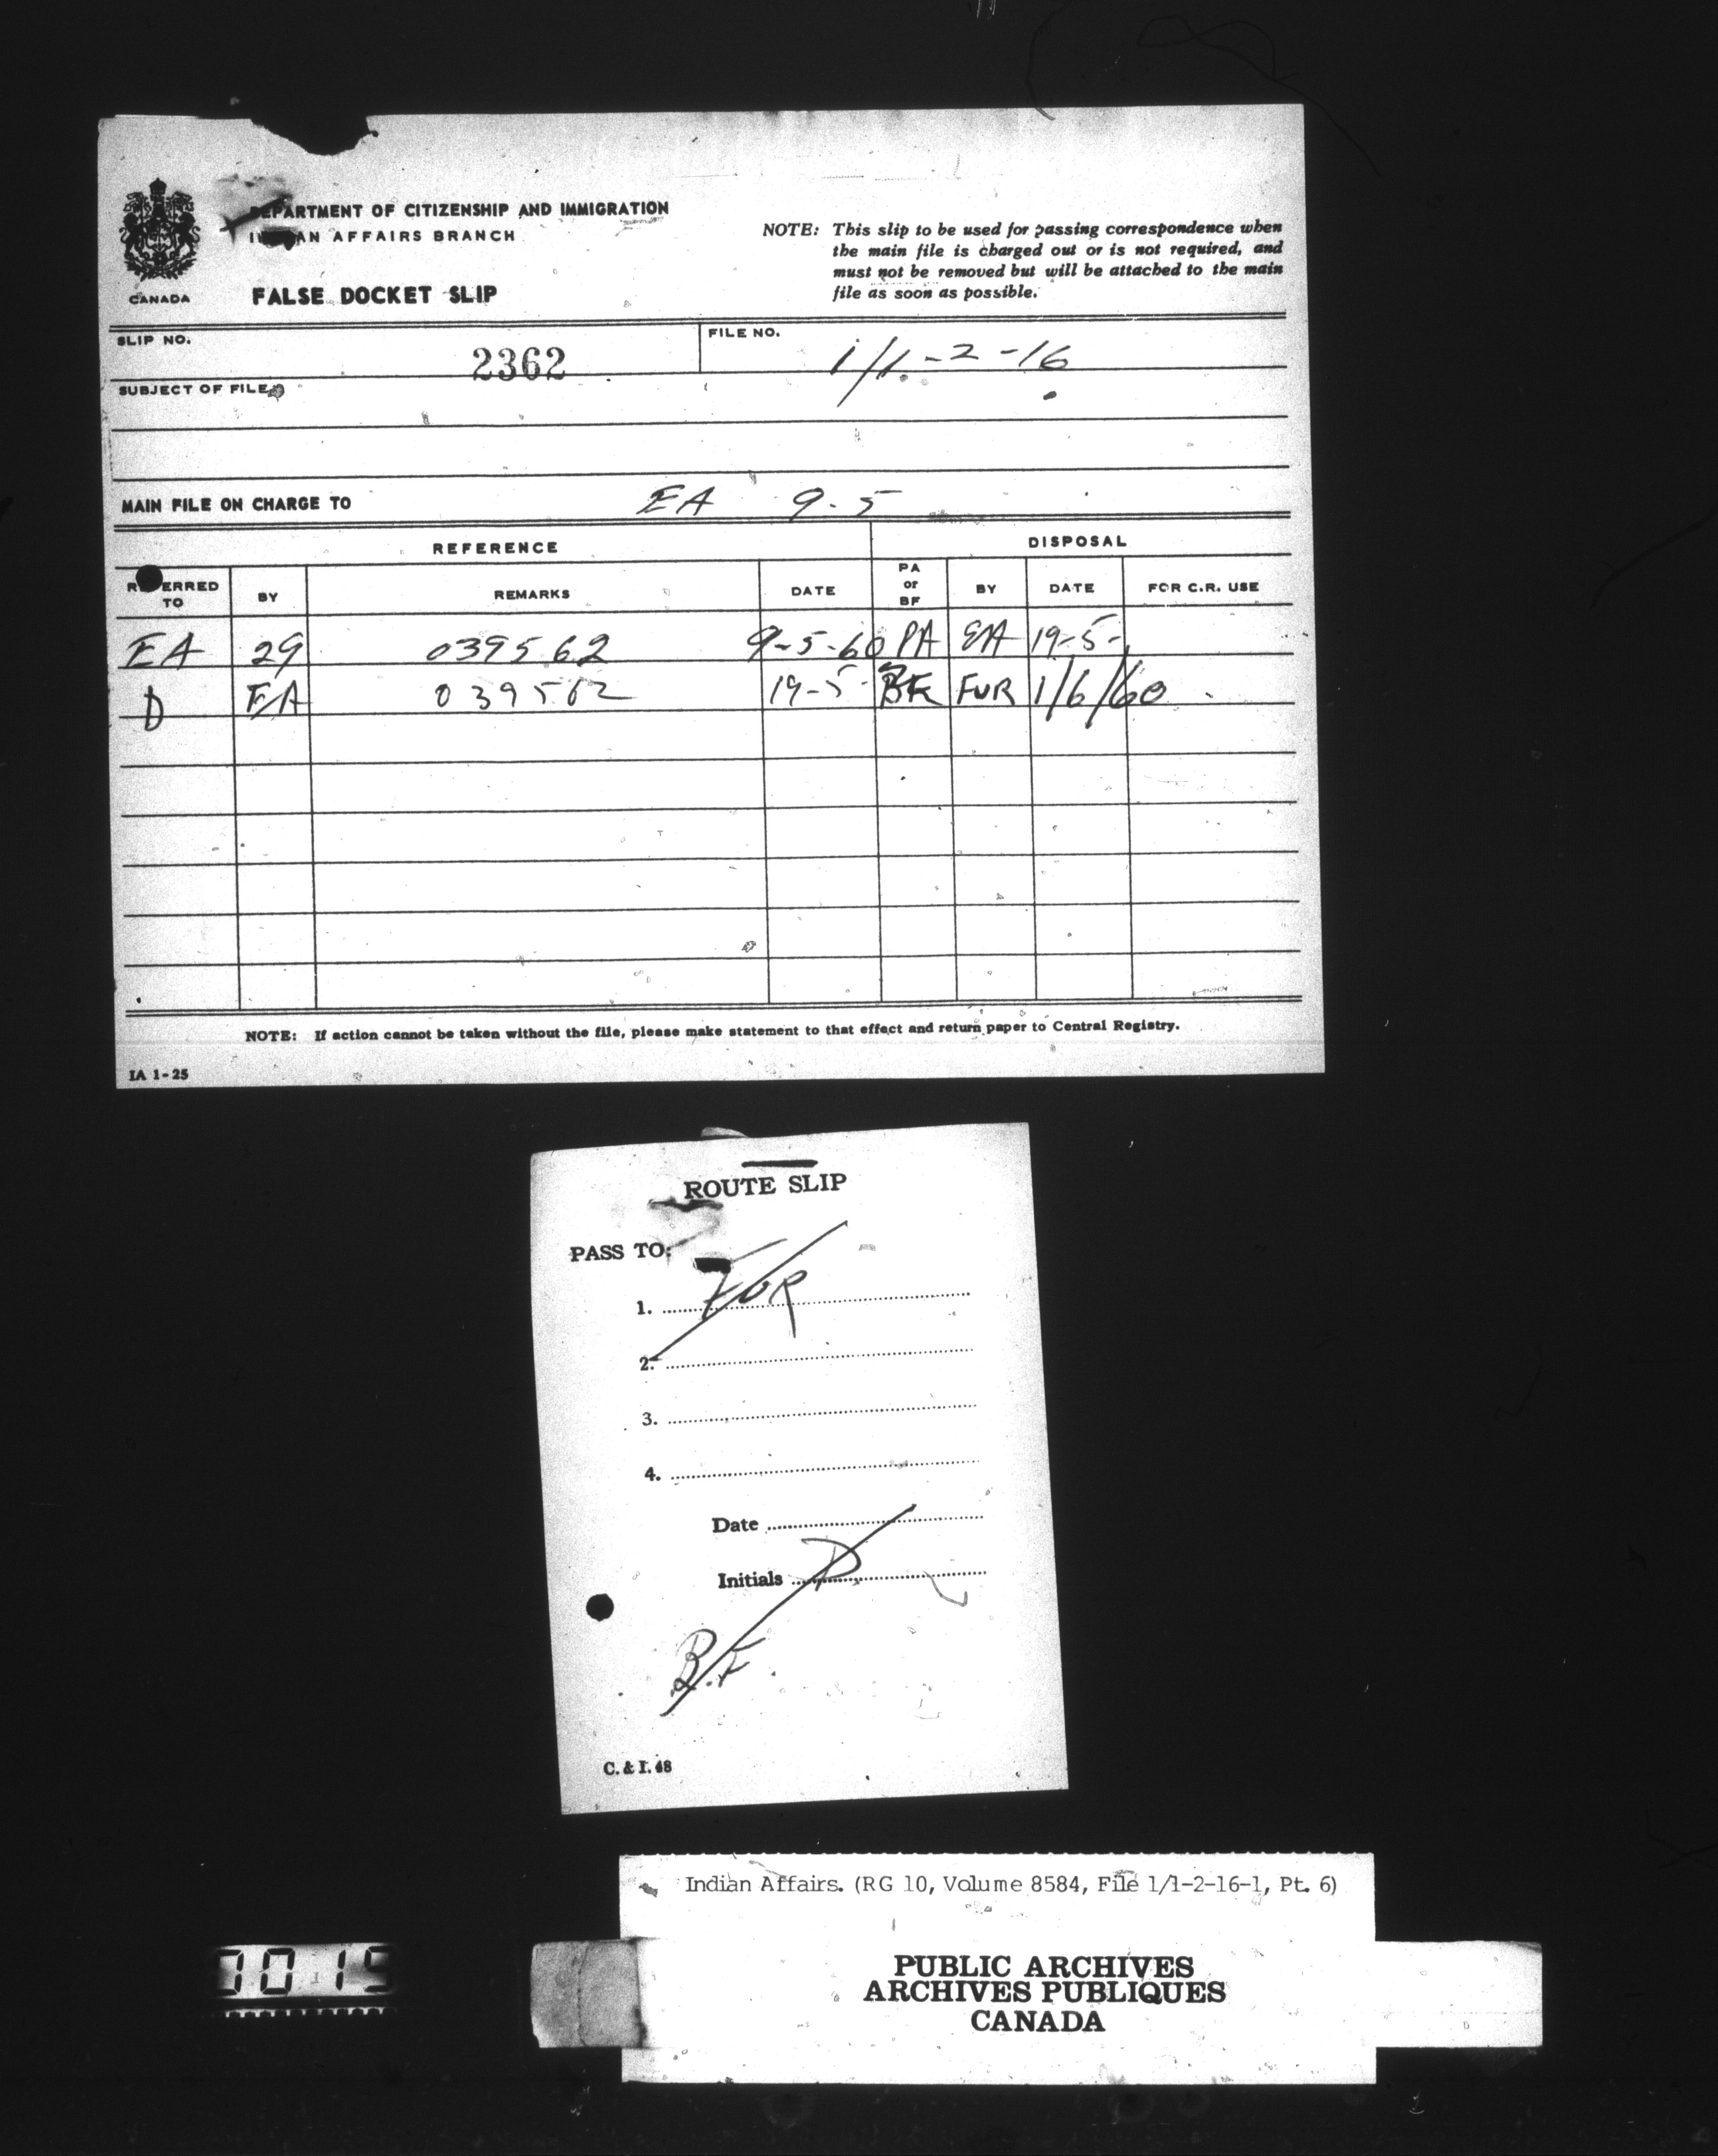 DEPARTMENT OF CITIZENSHIP AND IMMIGRATION
INDIAN AFFAIRS BRANCH
CANADA
FALSE DOCKET SLIP
NOTE: This slip to be used for passing correspondence when
the main file is charged out or is not required, and
must not be removed but will be attached to the main
file as soon as possible.
SLIP NO. 2362
FILE NO. 1/1-2-16
SUBJECT OF FILE
MAIN FILE ON CHARGE TO EA 9-5
REFERENCE DISPOSAL
REFERRED TO BY REMARKS DATE PA or BF BY DATE FOR C.R. USE
EA 29 039562 9-5-60 PA EA 19-5-
D EA 039562 19-5- BF FUR 1/6/60
NOTE: If action cannot be taken without the file, please make statement to that effect and return paper to Central Registry.
IA 1-25
ROUTE SLIP
PASS TO:
1. FUR
2.
3.
4.
Date
Initials D
B.F.
C. & I. 48
Indian Affairs. (RG 10, Volume 8584, File 1/1-2-16-1, Pt. 6)
PUBLIC ARCHIVES
ARCHIVES PUBLIQUES
CANADA